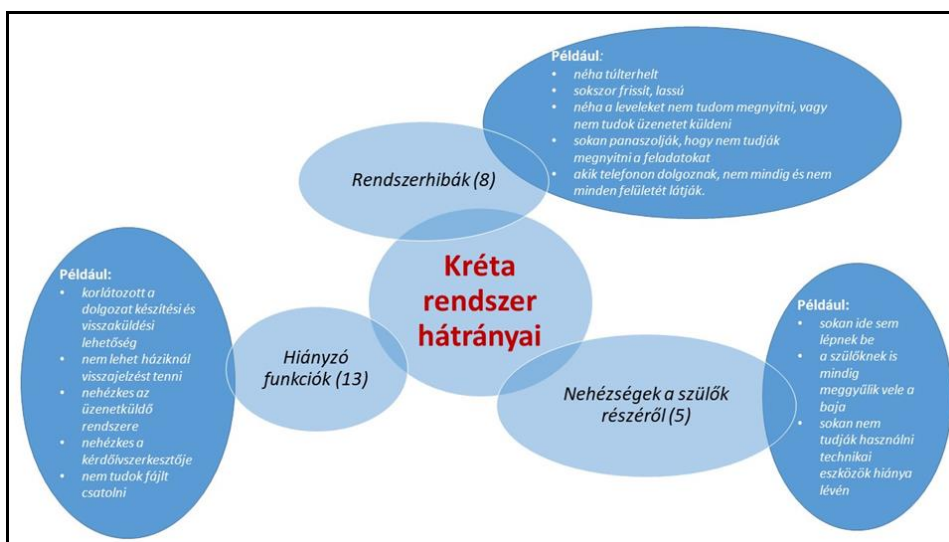 Például:
• néha túlterhelt
• sokszor frissít, lassú
• néha a leveleket nem tudom megnyitni, vagy
nem tudok üzenetet küldeni
• sokan panaszolják, hogy nem tudják
megnyitni a feladatokat
• akik telefonon dolgoznak, nem mindig és nem
minden felületét látják.
Rendszerhibák (8)
Kréta
rendszer
hátrányai
Például:
• korlátozott a
dolgozat készítési és
visszaküldési
lehetőség
• nem lehet háziknál
visszajelzést tenni
• nehézkes az
üzenetküldő
rendszere
• nehézkes a
kérdőívszerkesztője
• nem tudok fájlt
csatolni
Hiányzó
funkciók (13)
Nehézségek a szülők
részéről (5)
Például:
• sokan ide sem
lépnek be
• a szülőknek is
mindig
meggyűlik vele a
baja
• sokan nem
tudják használni
technikai
eszközök hiánya
lévén